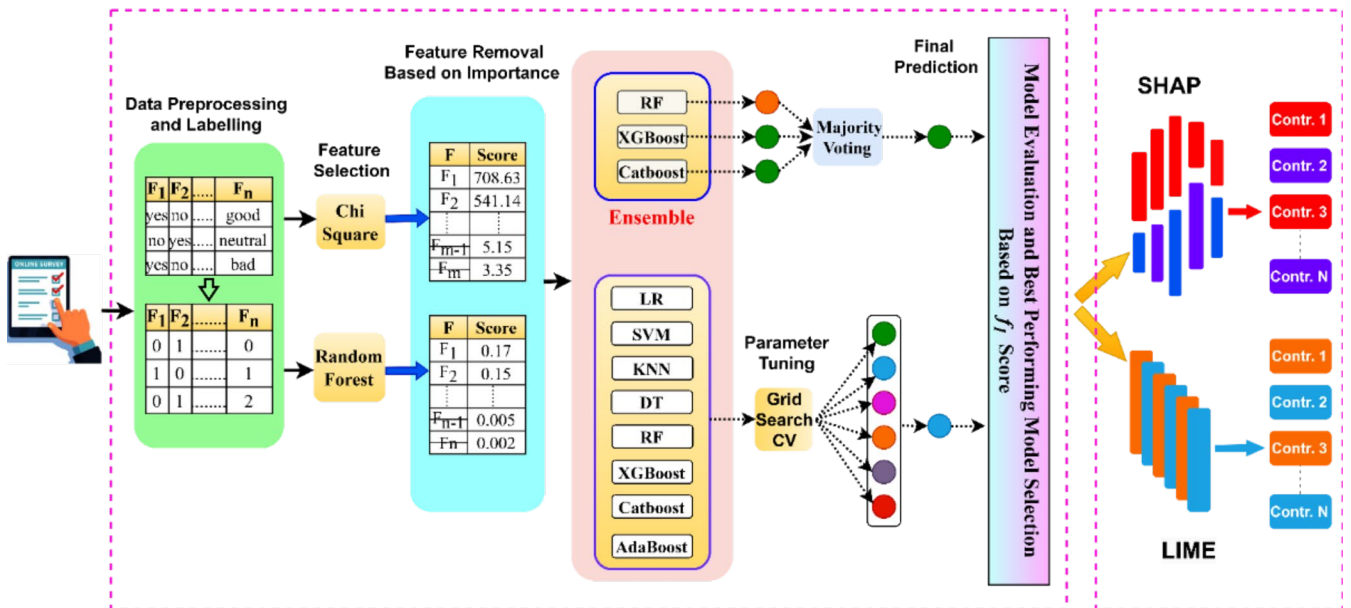 Data Preprocessing
and Labelling
F1 F2 ..... Fn
yes no ..... good
no yes ..... neutral
yes no ..... bad
F1 F2 ........ Fn
0 1 ........ 0
1 0 ........ 1
0 1 ........ 2
ONLINE SURVEY
Feature
Selection
Chi
Square
Random
Forest
Feature Removal
Based on Importance
F Score
F1 708.63
F2 541.14
Fm-1 5.15
Fm 3.35
F Score
F1 0.17
F2 0.15
Fn-1 0.005
Fn 0.002
RF
XGBoost
Catboost
Ensemble
LR
SVM
KNN
DT
RF
XGBoost
Catboost
AdaBoost
Majority
Voting
Final
Prediction
Parameter
Tuning
Grid
Search
CV
Model Evaluation and Best Performing Model Selection
Based on f1 Score
SHAP
Contr. 1
Contr. 2
Contr. 3
Contr. N
Contr. 1
Contr. 2
Contr. 3
Contr. N
LIME